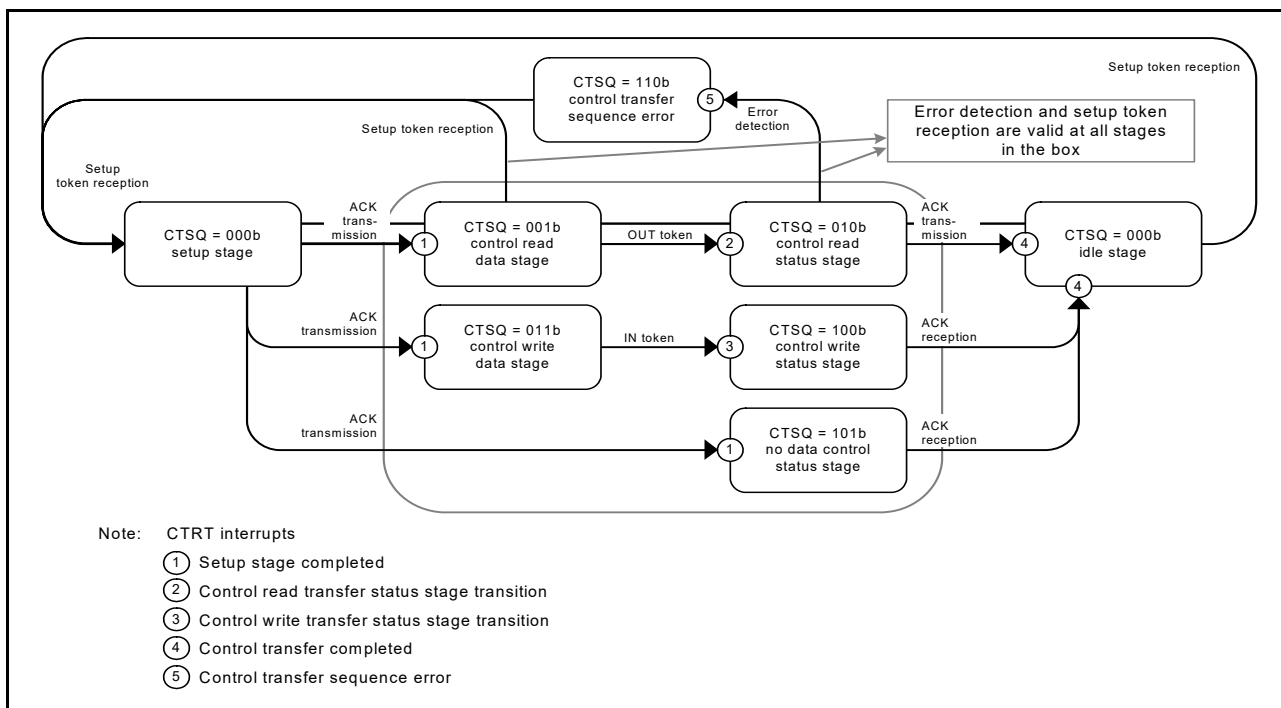 Setup token reception
CTSQ = 110b
control transfer
sequence error
5
Error
detection
Setup token reception
Error detection and setup token
reception are valid at all stages
in the box
Setup
token reception
CTSQ = 000b
setup stage
ACK
trans-
mission
1
CTSQ = 001b
control read
data stage
OUT token
2
CTSQ = 010b
control read
status stage
ACK
trans-
mission
4
CTSQ = 000b
idle stage
4
ACK
transmission
1
CTSQ = 011b
control write
data stage
IN token
3
CTSQ = 100b
control write
status stage
ACK
reception
ACK
transmission
1
CTSQ = 101b
no data control
status stage
ACK
reception
Note: CTRT interrupts
1 Setup stage completed
2 Control read transfer status stage transition
3 Control write transfer status stage transition
4 Control transfer completed
5 Control transfer sequence error